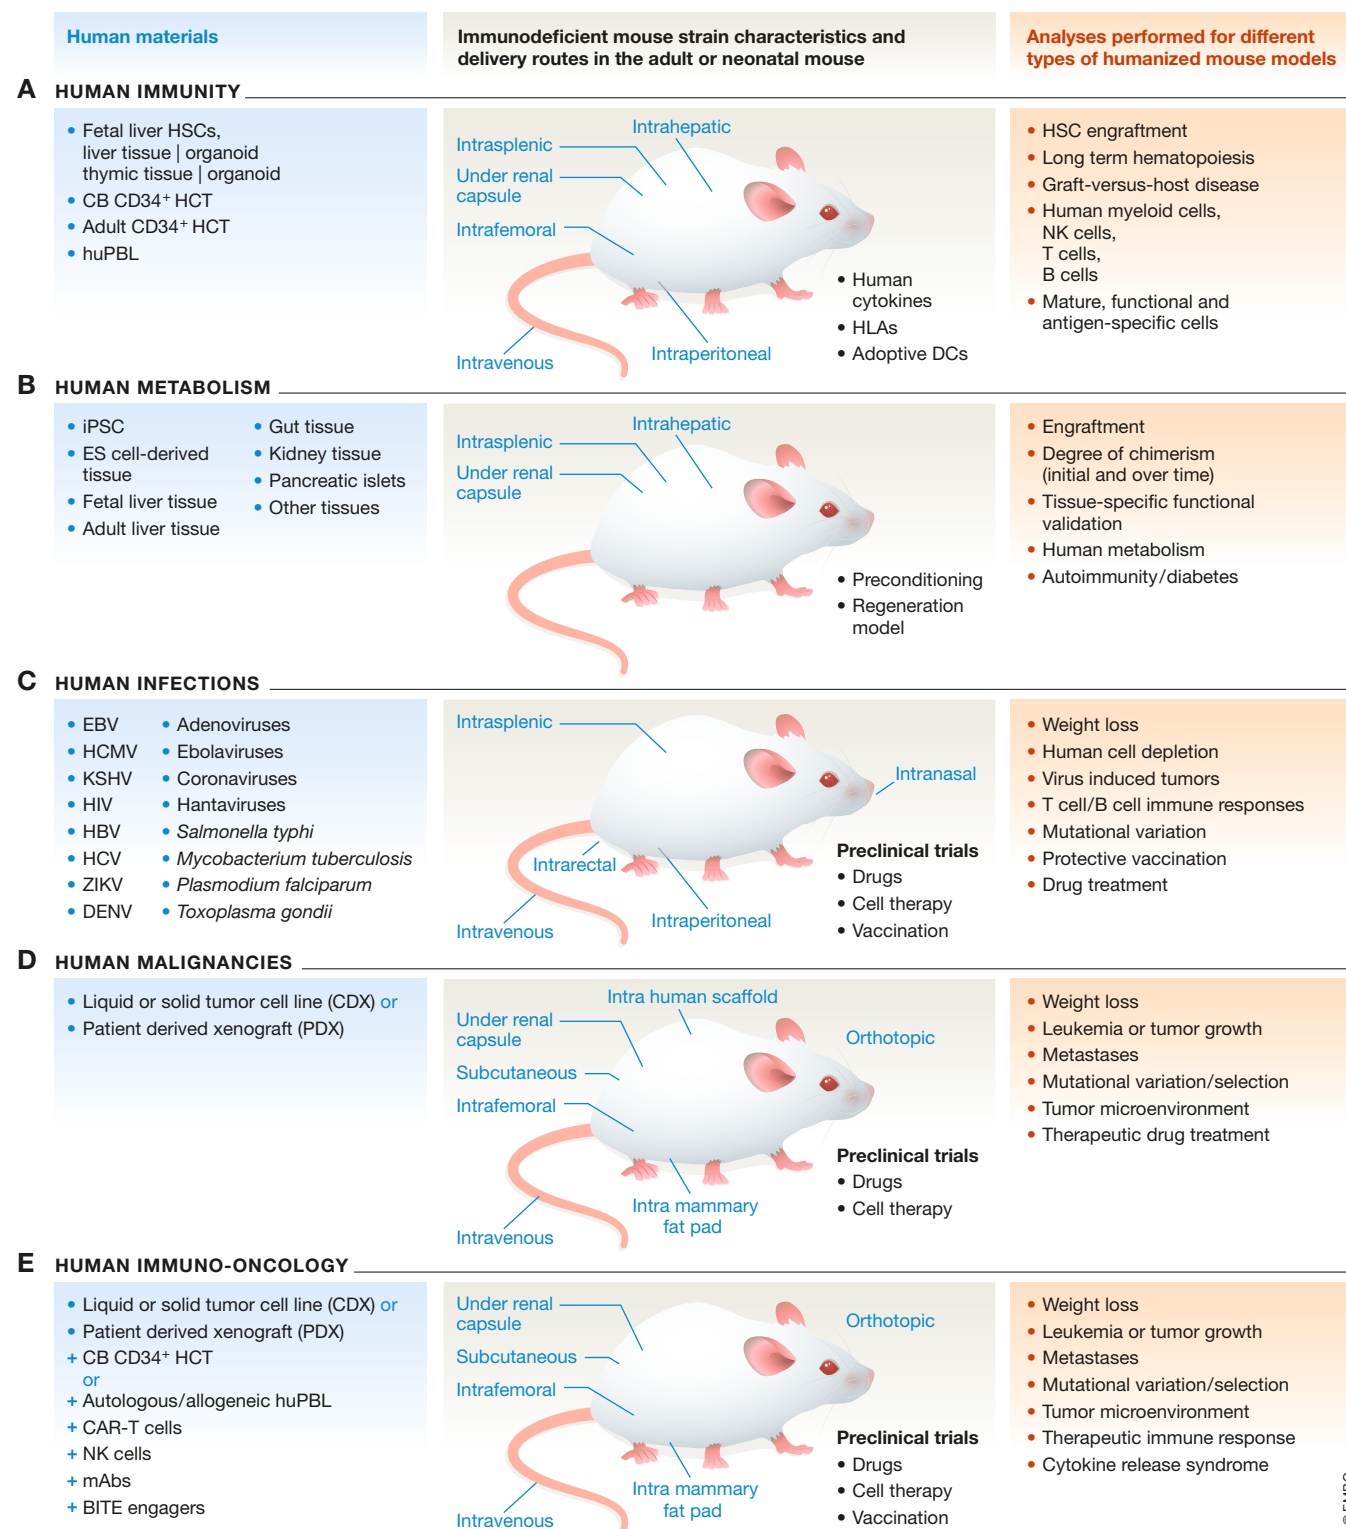 Human materials
Immunodeficient mouse strain characteristics and
delivery routes in the adult or neonatal mouse
Analyses performed for different
types of humanized mouse models
A HUMAN IMMUNITY
• Fetal liver HSCs,
liver tissue | organoid
thymic tissue | organoid
• CB CD34+ HCT
• Adult CD34+ HCT
• huPBL
Intrahepatic
Intrasplenic
Under renal
capsule
Intrafemoral
Intravenous
Intraperitoneal
• Human
cytokines
• HLAs
• Adoptive DCs
• HSC engraftment
• Long term hematopoiesis
• Graft-versus-host disease
• Human myeloid cells,
NK cells,
T cells,
B cells
• Mature, functional and
antigen-specific cells
B HUMAN METABOLISM
• iPSC
• ES cell-derived
tissue
• Fetal liver tissue
• Adult liver tissue
• Gut tissue
• Kidney tissue
• Pancreatic islets
• Other tissues
Intrahepatic
Intrasplenic
Under renal
capsule
• Preconditioning
• Regeneration
model
• Engraftment
• Degree of chimerism
(initial and over time)
• Tissue-specific functional
validation
• Human metabolism
• Autoimmunity/diabetes
C HUMAN INFECTIONS
• EBV
• HCMV
• KSHV
• HIV
• HBV
• HCV
• ZIKV
• DENV
• Adenoviruses
• Ebolaviruses
• Coronaviruses
• Hantaviruses
• Salmonella typhi
• Mycobacterium tuberculosis
• Plasmodium falciparum
• Toxoplasma gondii
Intrasplenic
Intranasal
Intrarectal
Intravenous
Intraperitoneal
Preclinical trials
• Drugs
• Cell therapy
• Vaccination
• Weight loss
• Human cell depletion
• Virus induced tumors
• T cell/B cell immune responses
• Mutational variation
• Protective vaccination
• Drug treatment
D HUMAN MALIGNANCIES
• Liquid or solid tumor cell line (CDX) or
• Patient derived xenograft (PDX)
Intra human scaffold
Under renal
capsule
Orthotopic
Subcutaneous
Intrafemoral
Intra mammary
fat pad
Intravenous
Preclinical trials
• Drugs
• Cell therapy
• Weight loss
• Leukemia or tumor growth
• Metastases
• Mutational variation/selection
• Tumor microenvironment
• Therapeutic drug treatment
E HUMAN IMMUNO-ONCOLOGY
• Liquid or solid tumor cell line (CDX) or
• Patient derived xenograft (PDX)
+ CB CD34+ HCT
or
+ Autologous/allogeneic huPBL
+ CAR-T cells
+ NK cells
+ mAbs
+ BITE engagers
Under renal
capsule
Orthotopic
Subcutaneous
Intrafemoral
Intra mammary
fat pad
Intravenous
Preclinical trials
• Drugs
• Cell therapy
• Vaccination
• Weight loss
• Leukemia or tumor growth
• Metastases
• Mutational variation/selection
• Tumor microenvironment
• Therapeutic immune response
• Cytokine release syndrome